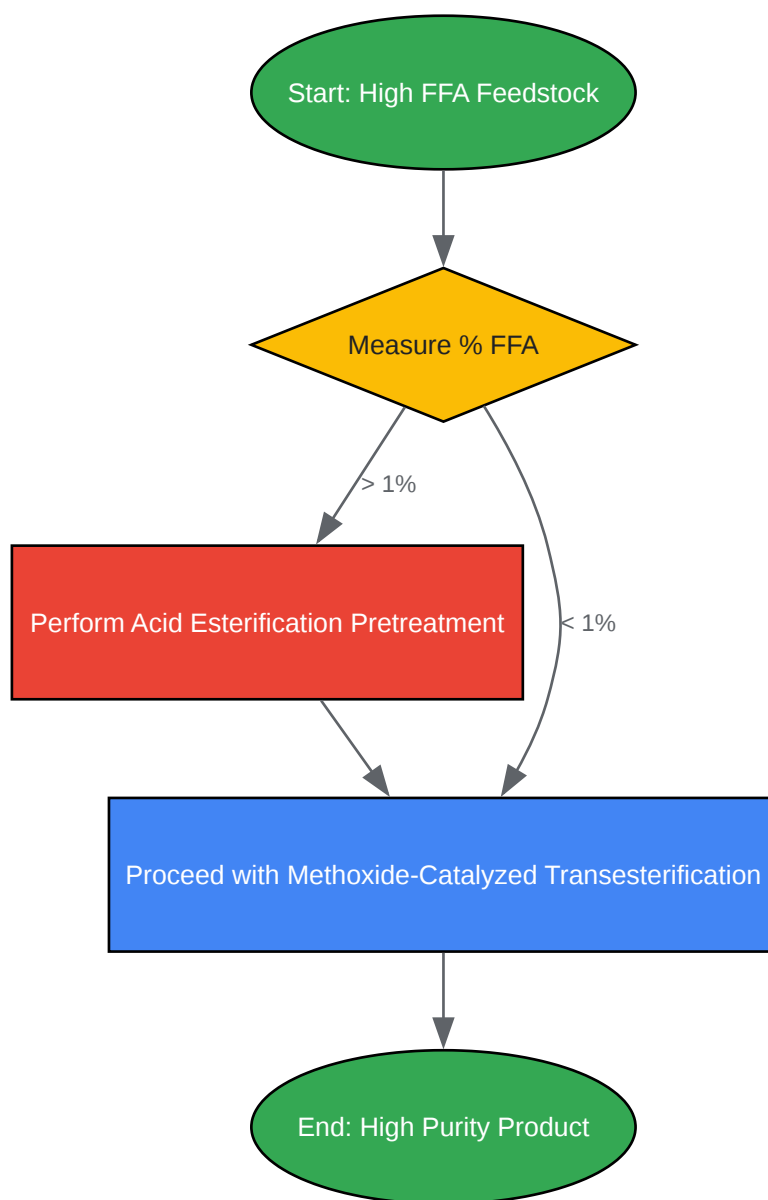 Start: High FFA Feedstock
Measure % FFA
> 1%
Perform Acid Esterification Pretreatment
< 1%
Proceed with Methoxide-Catalyzed Transesterification
End: High Purity Product